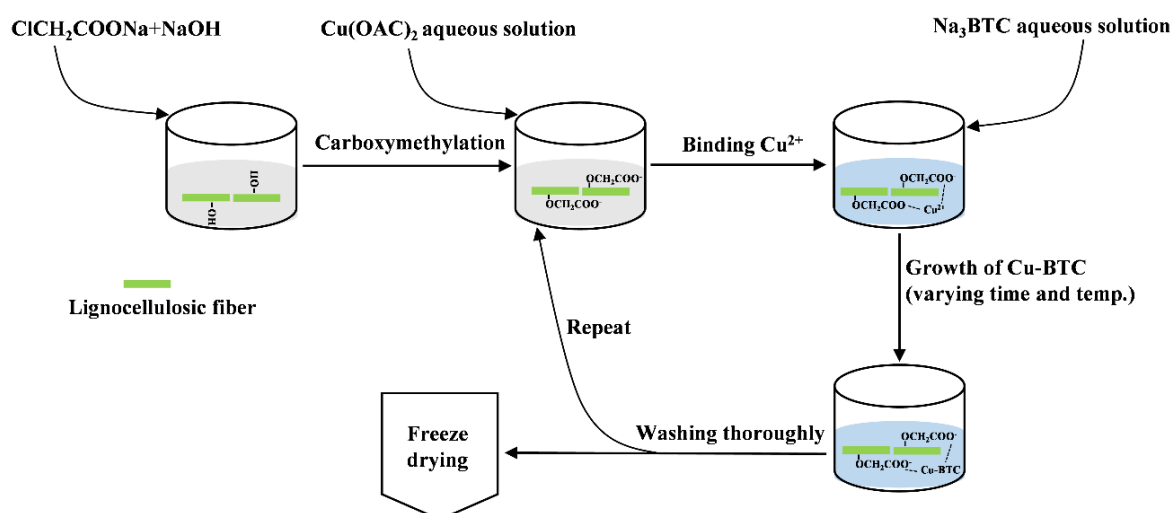 ClCH₂COONa+NaOH
Cu(OAC)₂ aqueous solution
Na₃BTC aqueous solution
Carboxymethylation
Binding Cu²⁺
-OH
HO-
OCH₂COO⁻
OCH₂COO⁻
OCH₂COO⁻
OCH₂COO
Cu²⁺
Lignocellulosic fiber
Growth of Cu-BTC
(varying time and temp.)
Repeat
Washing thoroughly
Freeze
drying
OCH₂COO⁻
OCH₂COO⁻
Cu-BTC